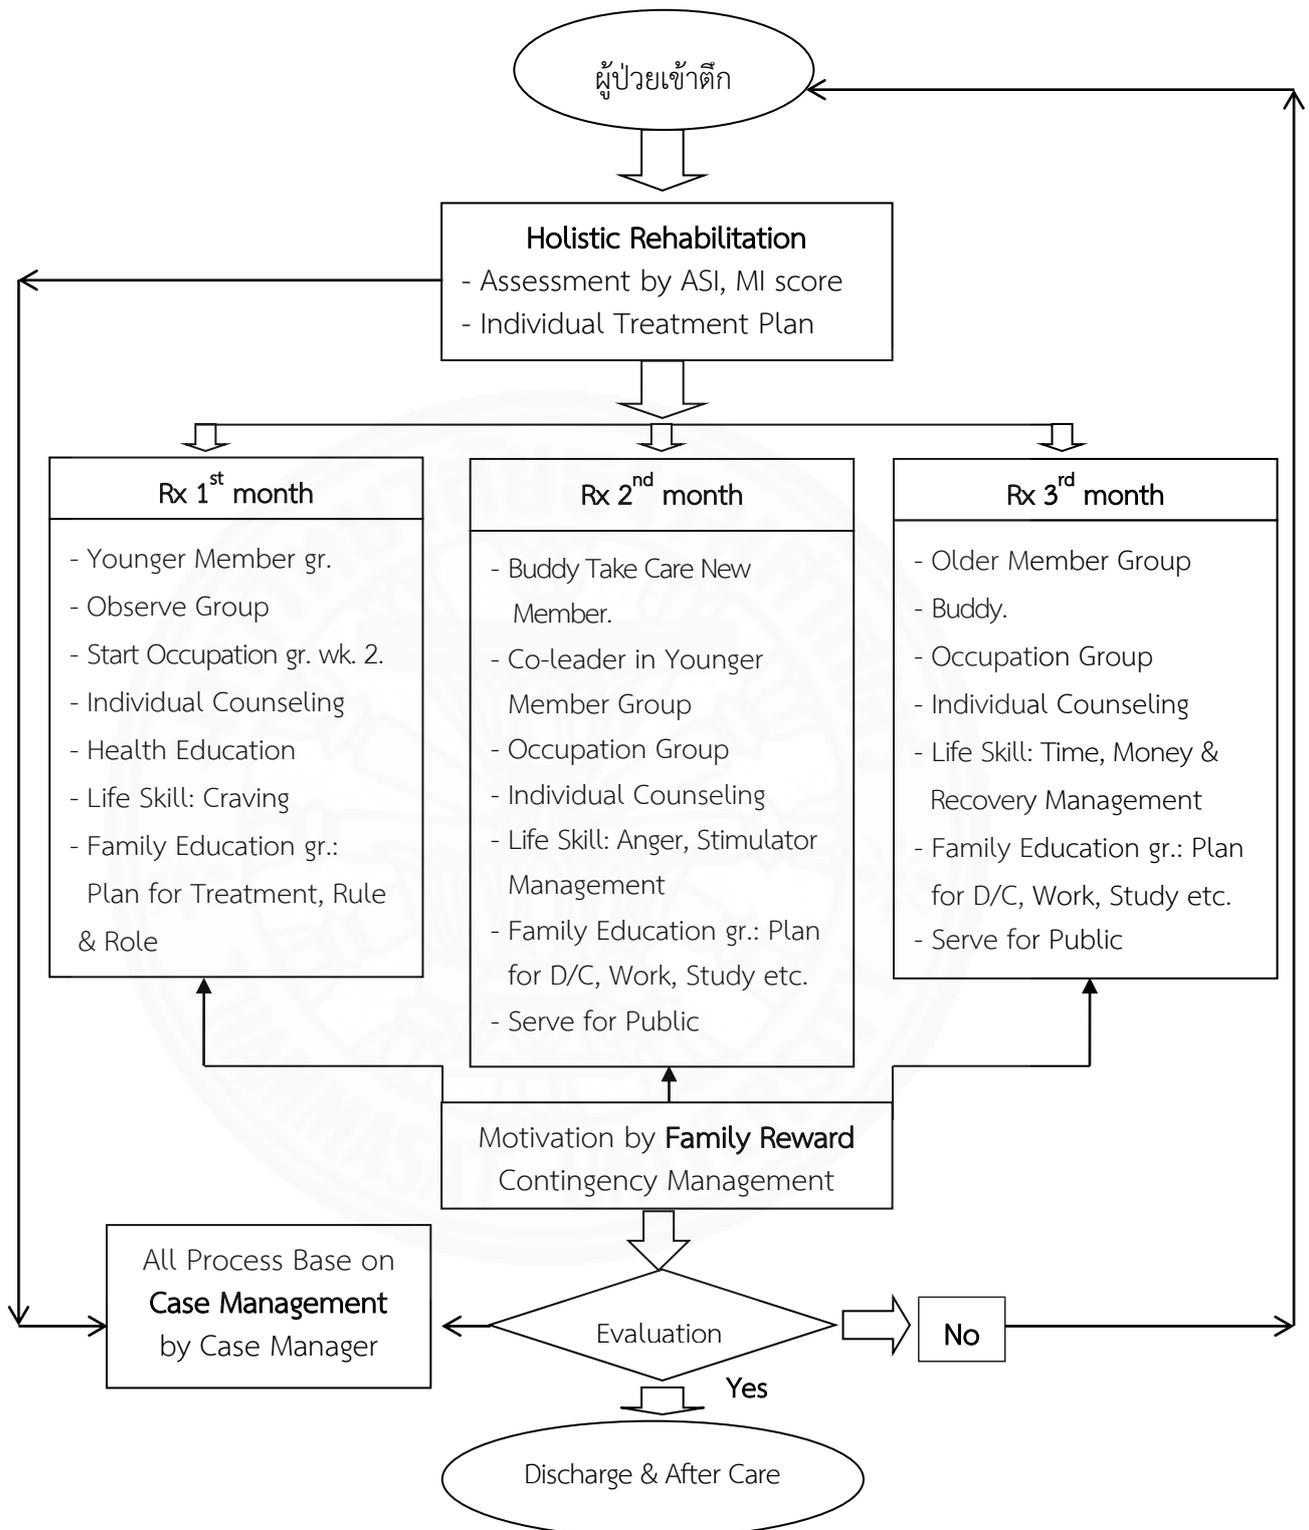 ผู้ป่วยเข้าตึก
Holistic Rehabilitation
- Assessment by ASI, MI score
- Individual Treatment Plan
Rx 1st month
- Younger Member gr.
- Observe Group
- Start Occupation gr. wk. 2.
- Individual Counseling
- Health Education
- Life Skill: Craving
- Family Education gr.:
Plan for Treatment, Rule
& Role
Rx 2nd month
- Buddy Take Care New
Member.
- Co-leader in Younger
Member Group
- Occupation Group
- Individual Counseling
- Life Skill: Anger, Stimulator
Management
- Family Education gr.: Plan
for D/C, Work, Study etc.
- Serve for Public
Rx 3rd month
- Older Member Group
- Buddy.
- Occupation Group
- Individual Counseling
- Life Skill: Time, Money &
Recovery Management
- Family Education gr.: Plan
for D/C, Work, Study etc.
- Serve for Public
Motivation by Family Reward
Contingency Management
All Process Base on
Case Management
by Case Manager
Evaluation
No
Yes
Discharge & After Care